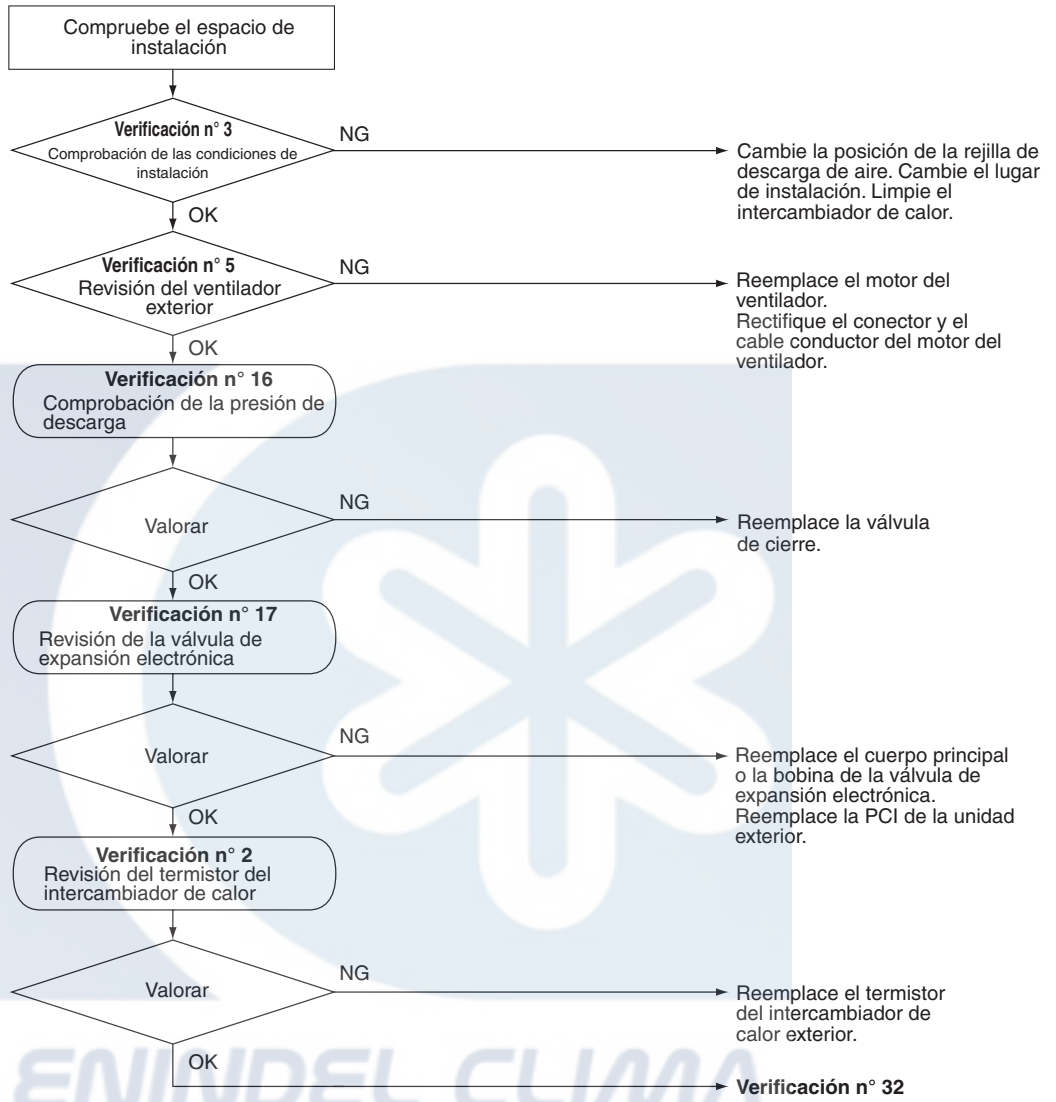 Compruebe el espacio de
instalación
Verificación n° 3
Comprobación de las condiciones de
instalación
NG
Cambie la posición de la rejilla de
descarga de aire. Cambie el lugar
de instalación. Limpie el
intercambiador de calor.
OK
Verificación n° 5
Revisión del ventilador
exterior
NG
Reemplace el motor del
ventilador.
Rectifique el conector y el
cable conductor del motor del
ventilador.
OK
Verificación n° 16
Comprobación de la presión de
descarga
Valorar
NG
Reemplace la válvula
de cierre.
OK
Verificación n° 17
Revisión de la válvula de
expansión electrónica
Valorar
NG
Reemplace el cuerpo principal
o la bobina de la válvula de
expansión electrónica.
Reemplace la PCI de la unidad
exterior.
OK
Verificación n° 2
Revisión del termistor del
intercambiador de calor
Valorar
NG
Reemplace el termistor
del intercambiador de
calor exterior.
OK
Verificación n° 32
ENINDEL CLIMA